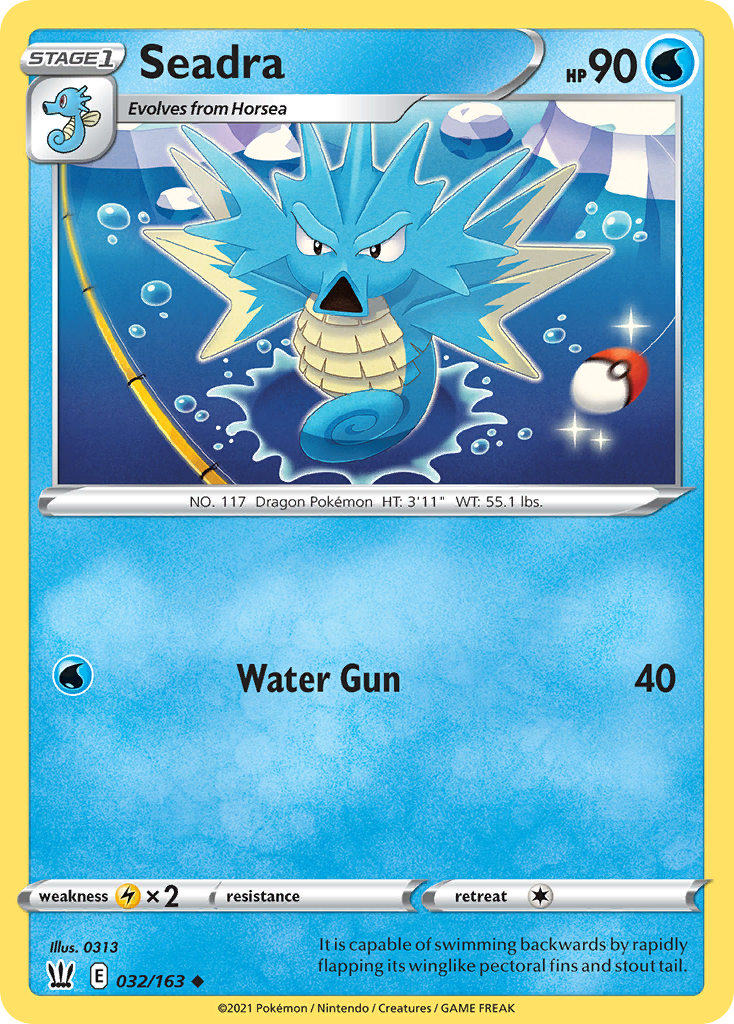 STAGE1
Seadra
HP 90
Evolves from Horsea
NO. 117 Dragon Pokémon HT: 3'11" WT: 55.1 lbs.
Water Gun 40
weakness ×2 resistance retreat
Illus. 0313
It is capable of swimming backwards by rapidly
flapping its winglike pectoral fins and stout tail.
E 032/163 ◆
©2021 Pokémon / Nintendo / Creatures / GAME FREAK